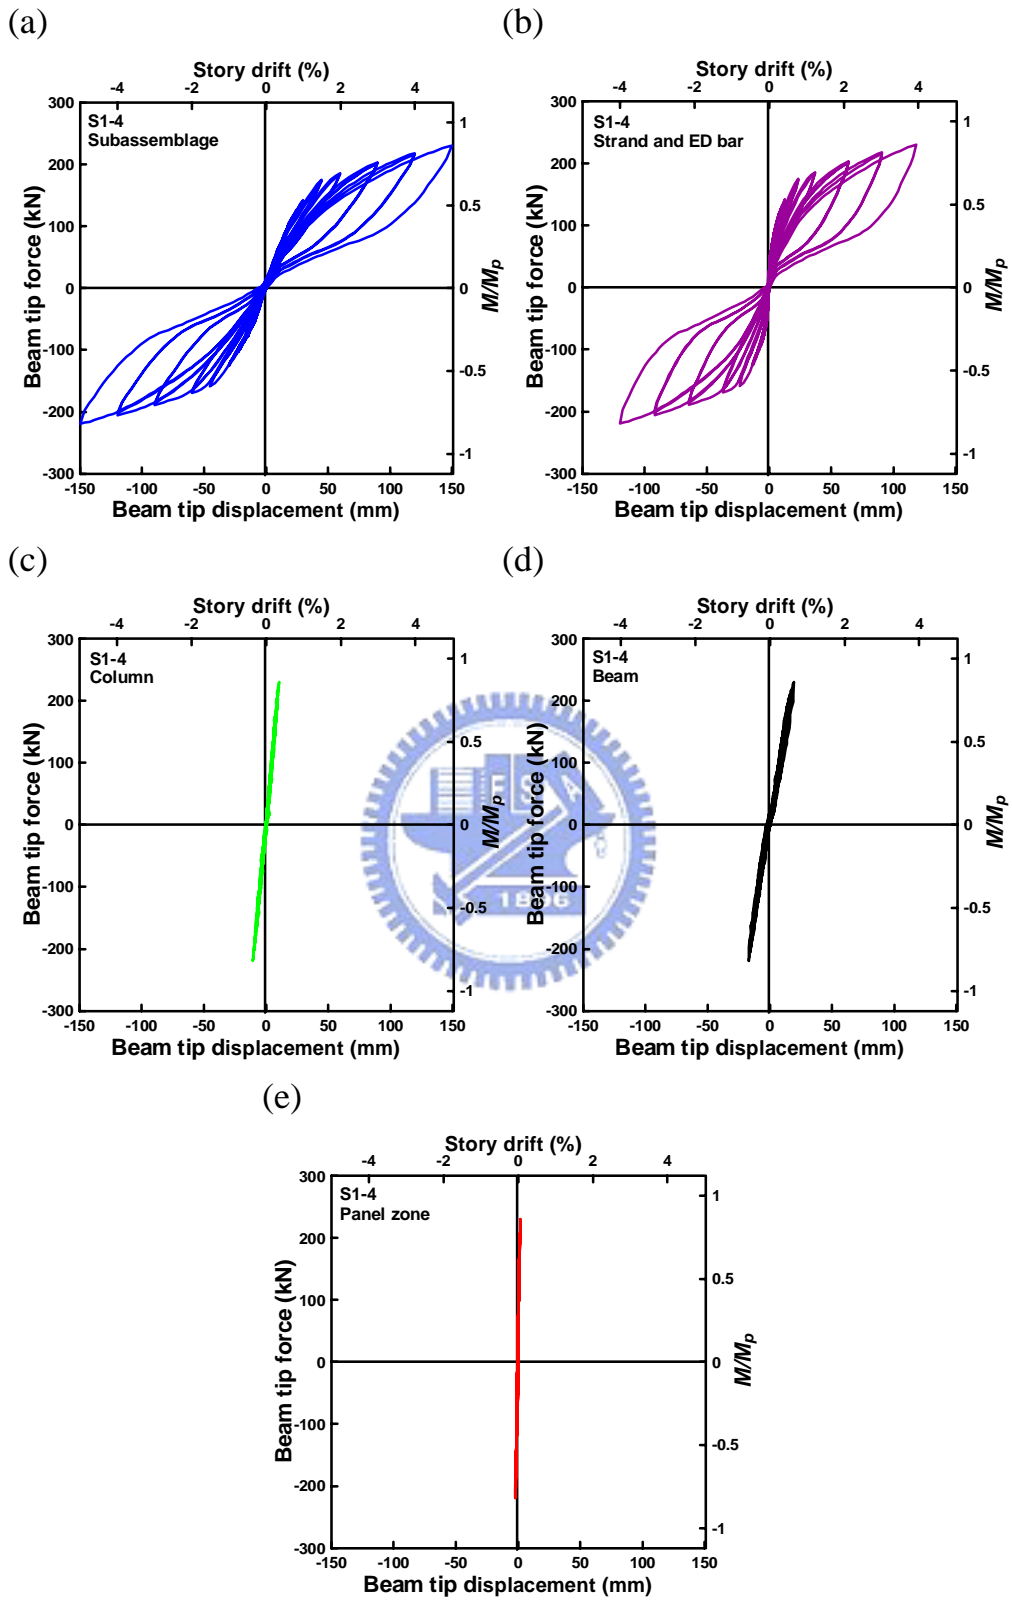 (a)
Story drift (%)
-4 -2 0 2 4
S1-4
Subassemblage
Beam tip force (kN)
300
200
100
0
-100
-200
-300
M/Mp
1
0.5
0
-0.5
-1
-150 -100 -50 0 50 100 150
Beam tip displacement (mm)
(b)
Story drift (%)
-4 -2 0 2 4
S1-4
Strand and ED bar
Beam tip force (kN)
300
200
100
0
-100
-200
-300
M/Mp
1
0.5
0
-0.5
-1
-150 -100 -50 0 50 100 150
Beam tip displacement (mm)
(c)
Story drift (%)
-4 -2 0 2 4
S1-4
Column
Beam tip force (kN)
300
200
100
0
-100
-200
-300
M/Mp
1
0.5
0
-0.5
-1
-150 -100 -50 0 50 100 150
Beam tip displacement (mm)
(d)
Story drift (%)
-4 -2 0 2 4
S1-4
Beam
Beam tip force (kN)
300
200
100
0
-100
-200
-300
M/Mp
1
0.5
0
-0.5
-1
-150 -100 -50 0 50 100 150
Beam tip displacement (mm)
1896
(e)
Story drift (%)
-4 -2 0 2 4
S1-4
Panel zone
Beam tip force (kN)
300
200
100
0
-100
-200
-300
M/Mp
1
0.5
0
-0.5
-1
-150 -100 -50 0 50 100 150
Beam tip displacement (mm)